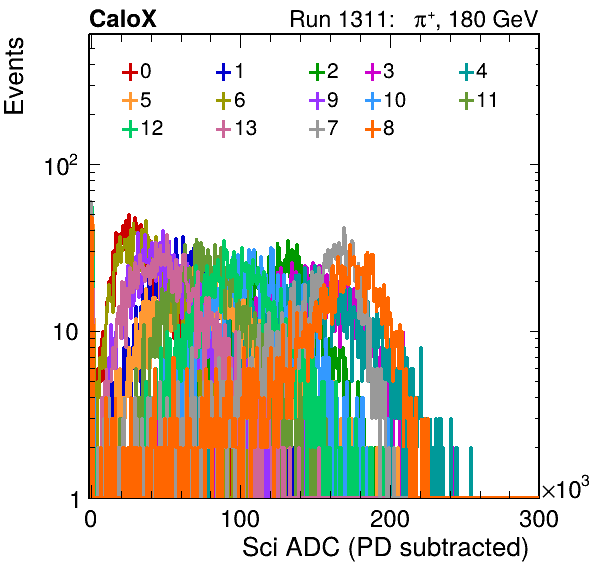 CaloX Run 1311: π⁺, 180 GeV
Events
0 1 2 3 4
5 6 9 10 11
12 13 7 8
10²
10
1
0 100 200 300
×10³
Sci ADC (PD subtracted)